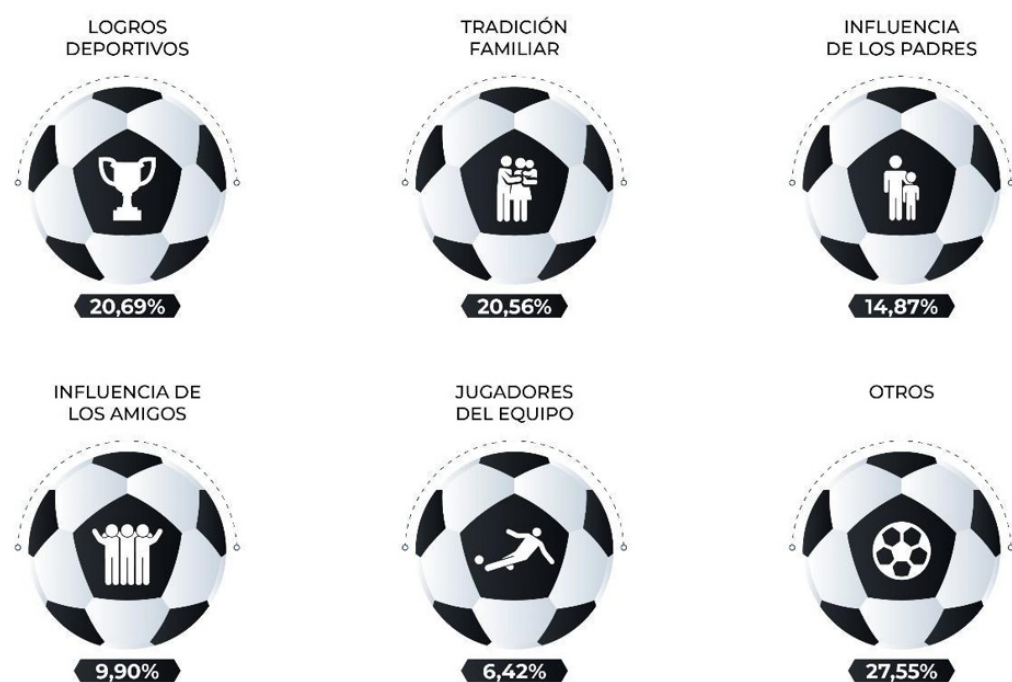 LOGROS
DEPORTIVOS
20,69%
TRADICIÓN
FAMILIAR
20,56%
INFLUENCIA
DE LOS PADRES
14,87%
INFLUENCIA DE
LOS AMIGOS
9,90%
JUGADORES
DEL EQUIPO
6,42%
OTROS
27,55%